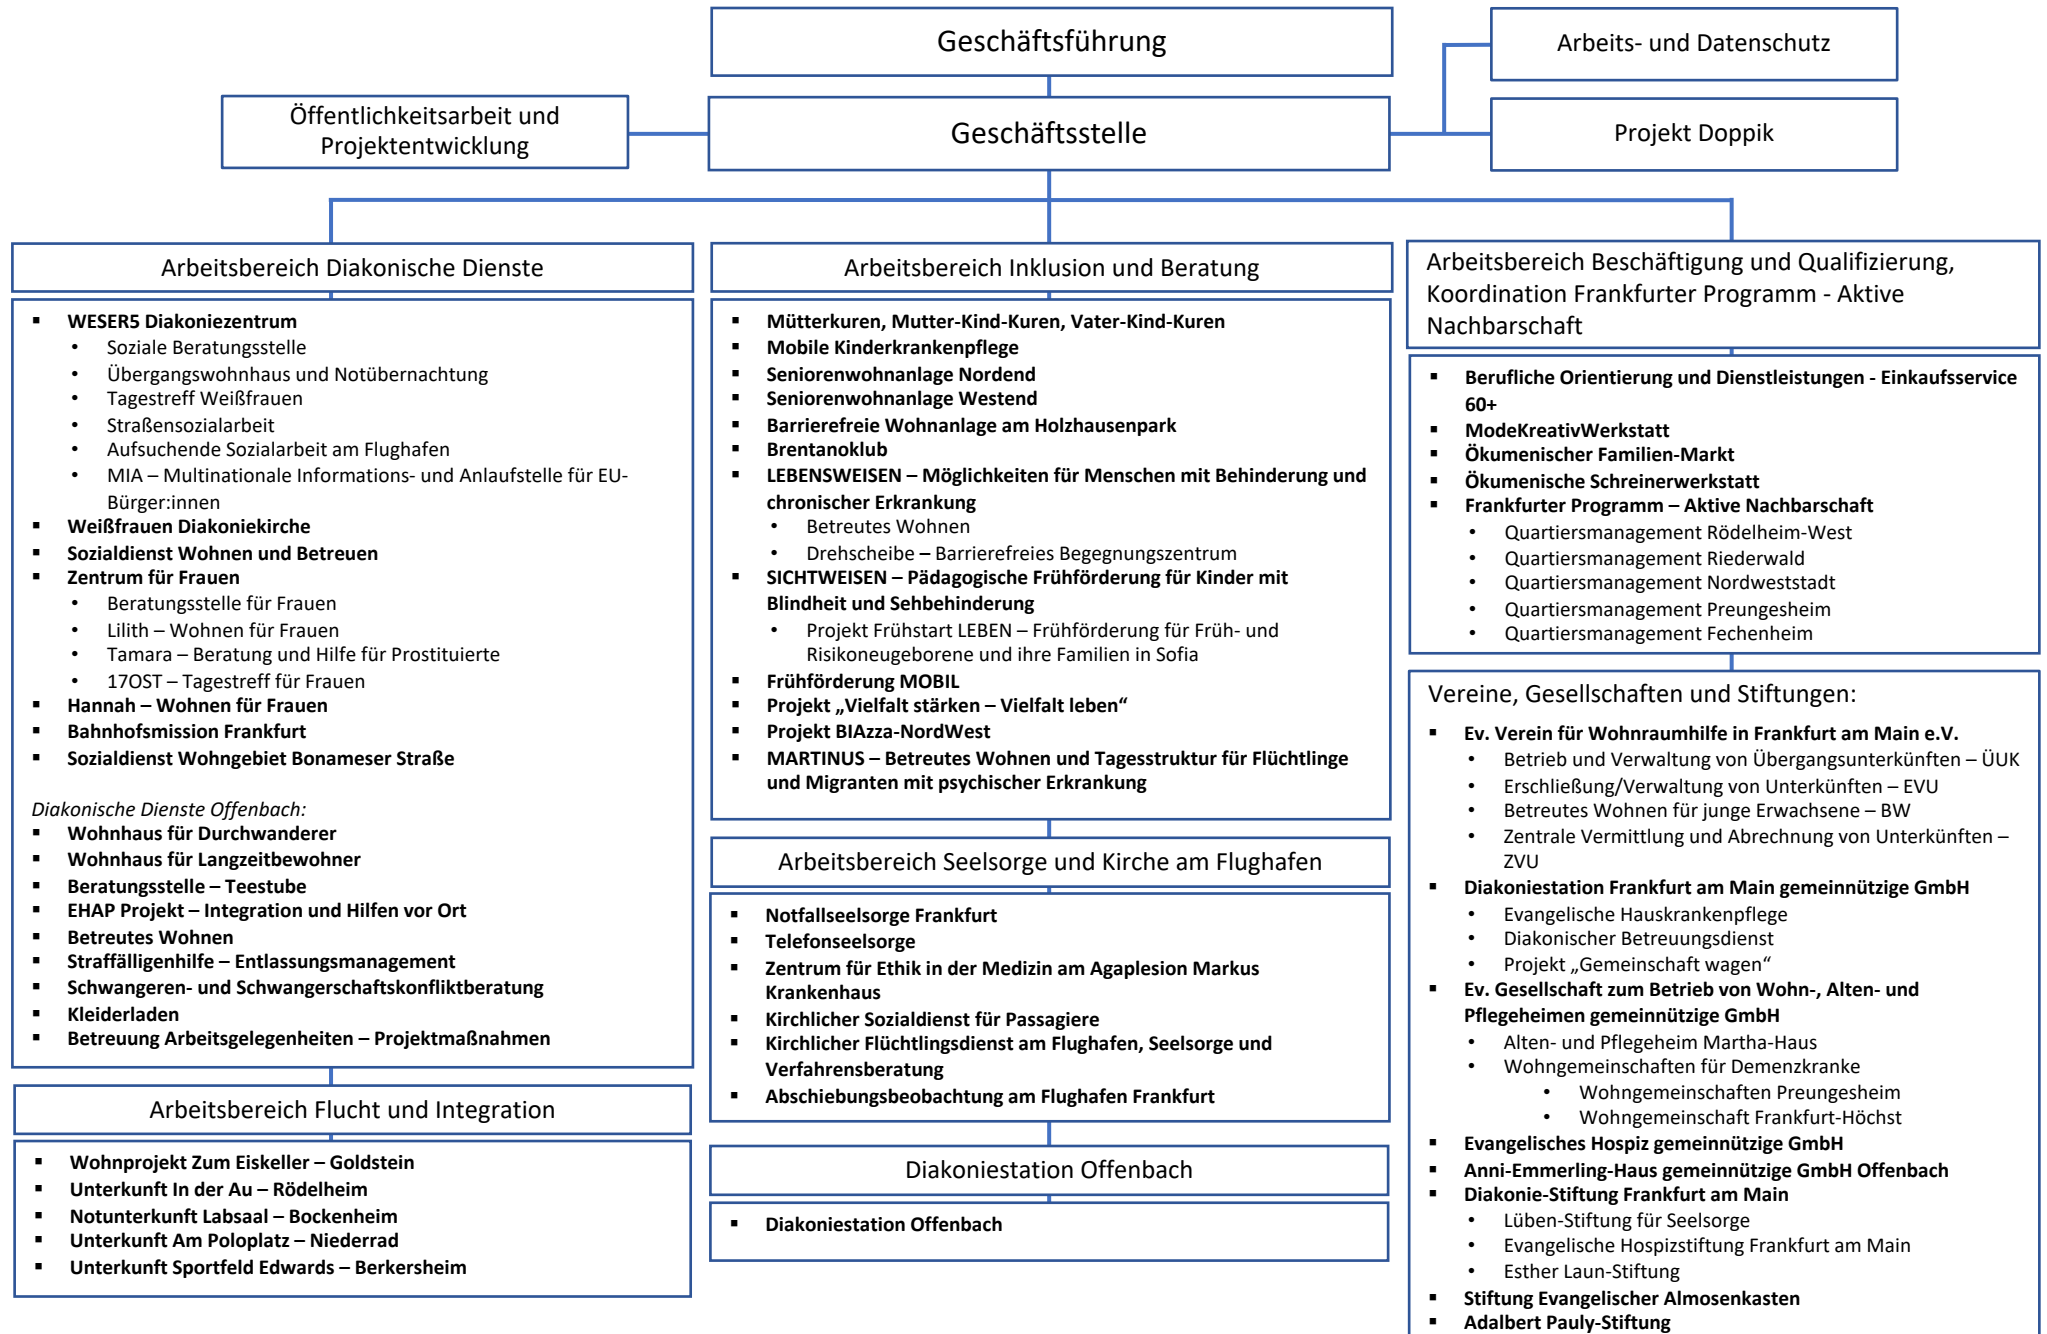 Geschäftsführung
Arbeits- und Datenschutz
Öffentlichkeitsarbeit und
Projektentwicklung
Geschäftsstelle
Projekt Doppik
Arbeitsbereich Diakonische Dienste
▪ WESER5 Diakoniezentrum
• Soziale Beratungsstelle
• Übergangswohnhaus und Notübernachtung
• Tagestreff Weißfrauen
• Straßensozialarbeit
• Aufsuchende Sozialarbeit am Flughafen
• MIA – Multinationale Informations- und Anlaufstelle für EU-
Bürger:innen
▪ Weißfrauen Diakoniekirche
▪ Sozialdienst Wohnen und Betreuen
▪ Zentrum für Frauen
• Beratungsstelle für Frauen
• Lilith – Wohnen für Frauen
• Tamara – Beratung und Hilfe für Prostituierte
• 17OST – Tagestreff für Frauen
▪ Hannah – Wohnen für Frauen
▪ Bahnhofsmission Frankfurt
▪ Sozialdienst Wohngebiet Bonameser Straße
Diakonische Dienste Offenbach:
▪ Wohnhaus für Durchwanderer
▪ Wohnhaus für Langzeitbewohner
▪ Beratungsstelle – Teestube
▪ EHAP Projekt – Integration und Hilfen vor Ort
▪ Betreutes Wohnen
▪ Straffälligenhilfe – Entlassungsmanagement
▪ Schwangeren- und Schwangerschaftskonfliktberatung
▪ Kleiderladen
▪ Betreuung Arbeitsgelegenheiten – Projektmaßnahmen
Arbeitsbereich Flucht und Integration
▪ Wohnprojekt Zum Eiskeller – Goldstein
▪ Unterkunft In der Au – Rödelheim
▪ Notunterkunft Labsaal – Bockenheim
▪ Unterkunft Am Poloplatz – Niederrad
▪ Unterkunft Sportfeld Edwards – Berkersheim
Arbeitsbereich Inklusion und Beratung
▪ Mütterkuren, Mutter-Kind-Kuren, Vater-Kind-Kuren
▪ Mobile Kinderkrankenpflege
▪ Seniorenwohnanlage Nordend
▪ Seniorenwohnanlage Westend
▪ Barrierefreie Wohnanlage am Holzhausenpark
▪ Brentanoklub
▪ LEBENSWEISEN – Möglichkeiten für Menschen mit Behinderung und
chronischer Erkrankung
• Betreutes Wohnen
• Drehscheibe – Barrierefreies Begegnungszentrum
▪ SICHTWEISEN – Pädagogische Frühförderung für Kinder mit
Blindheit und Sehbehinderung
• Projekt Frühstart LEBEN – Frühförderung für Früh- und
Risikoneugeborene und ihre Familien in Sofia
▪ Frühförderung MOBIL
▪ Projekt „Vielfalt stärken – Vielfalt leben“
▪ Projekt BIAzza-NordWest
▪ MARTINUS – Betreutes Wohnen und Tagesstruktur für Flüchtlinge
und Migranten mit psychischer Erkrankung
Arbeitsbereich Seelsorge und Kirche am Flughafen
▪ Notfallseelsorge Frankfurt
▪ Telefonseelsorge
▪ Zentrum für Ethik in der Medizin am Agaplesion Markus
Krankenhaus
▪ Kirchlicher Sozialdienst für Passagiere
▪ Kirchlicher Flüchtlingsdienst am Flughafen, Seelsorge und
Verfahrensberatung
▪ Abschiebungsbeobachtung am Flughafen Frankfurt
Diakoniestation Offenbach
▪ Diakoniestation Offenbach
Arbeitsbereich Beschäftigung und Qualifizierung,
Koordination Frankfurter Programm - Aktive
Nachbarschaft
▪ Berufliche Orientierung und Dienstleistungen - Einkaufsservice
60+
▪ ModeKreativWerkstatt
▪ Ökumenischer Familien-Markt
▪ Ökumenische Schreinerwerkstatt
▪ Frankfurter Programm – Aktive Nachbarschaft
• Quartiersmanagement Rödelheim-West
• Quartiersmanagement Riederwald
• Quartiersmanagement Nordweststadt
• Quartiersmanagement Preungesheim
• Quartiersmanagement Fechenheim
Vereine, Gesellschaften und Stiftungen:
▪ Ev. Verein für Wohnraumhilfe in Frankfurt am Main e.V.
• Betrieb und Verwaltung von Übergangsunterkünften – ÜUK
• Erschließung/Verwaltung von Unterkünften – EVU
• Betreutes Wohnen für junge Erwachsene – BW
• Zentrale Vermittlung und Abrechnung von Unterkünften –
ZVU
▪ Diakoniestation Frankfurt am Main gemeinnützige GmbH
• Evangelische Hauskrankenpflege
• Diakonischer Betreuungsdienst
• Projekt „Gemeinschaft wagen“
▪ Ev. Gesellschaft zum Betrieb von Wohn-, Alten- und
Pflegeheimen gemeinnützige GmbH
• Alten- und Pflegeheim Martha-Haus
• Wohngemeinschaften für Demenzkranke
• Wohngemeinschaften Preungesheim
• Wohngemeinschaft Frankfurt-Höchst
▪ Evangelisches Hospiz gemeinnützige GmbH
▪ Anni-Emmerling-Haus gemeinnützige GmbH Offenbach
▪ Diakonie-Stiftung Frankfurt am Main
• Lüben-Stiftung für Seelsorge
• Evangelische Hospizstiftung Frankfurt am Main
• Esther Laun-Stiftung
▪ Stiftung Evangelischer Almosenkasten
▪ Adalbert Pauly-Stiftung